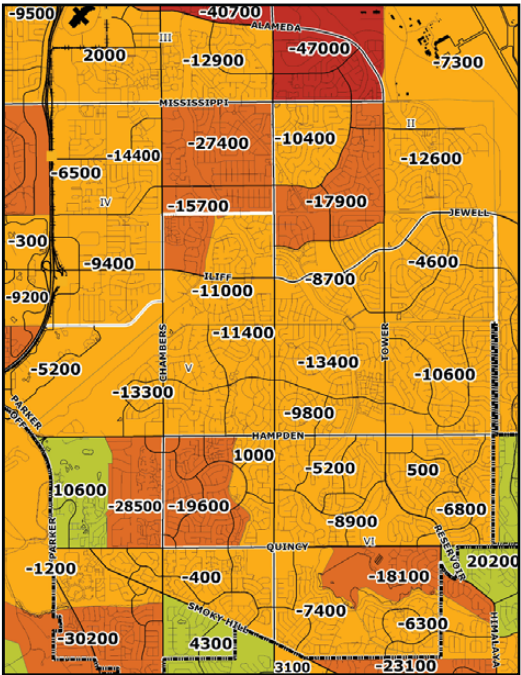 -9500
-40700
ALAMEDA
III
-47000
2000
-12900
-7300
MISSISSIPPI
II
-27400
-10400
-14400
-12600
-6500
-17900
IV
-15700
JEWELL
-300
-9400
-4600
ILIFF
-8700
-9200
-11000
-11400
CHAMBERS
TOWER
-13400
-5200
V
-10600
-13300
PARKER
OFF
-9800
HAMPDEN
1000
-5200
500
10600
-28500
-19600
-6800
-8900
PARKER
RESERVOIR
QUINCY
VI
20200
-1200
-400
-18100
SMOKY HILL
-7400
-6300
HIMALAYA
-30200
4300
3100
-23100